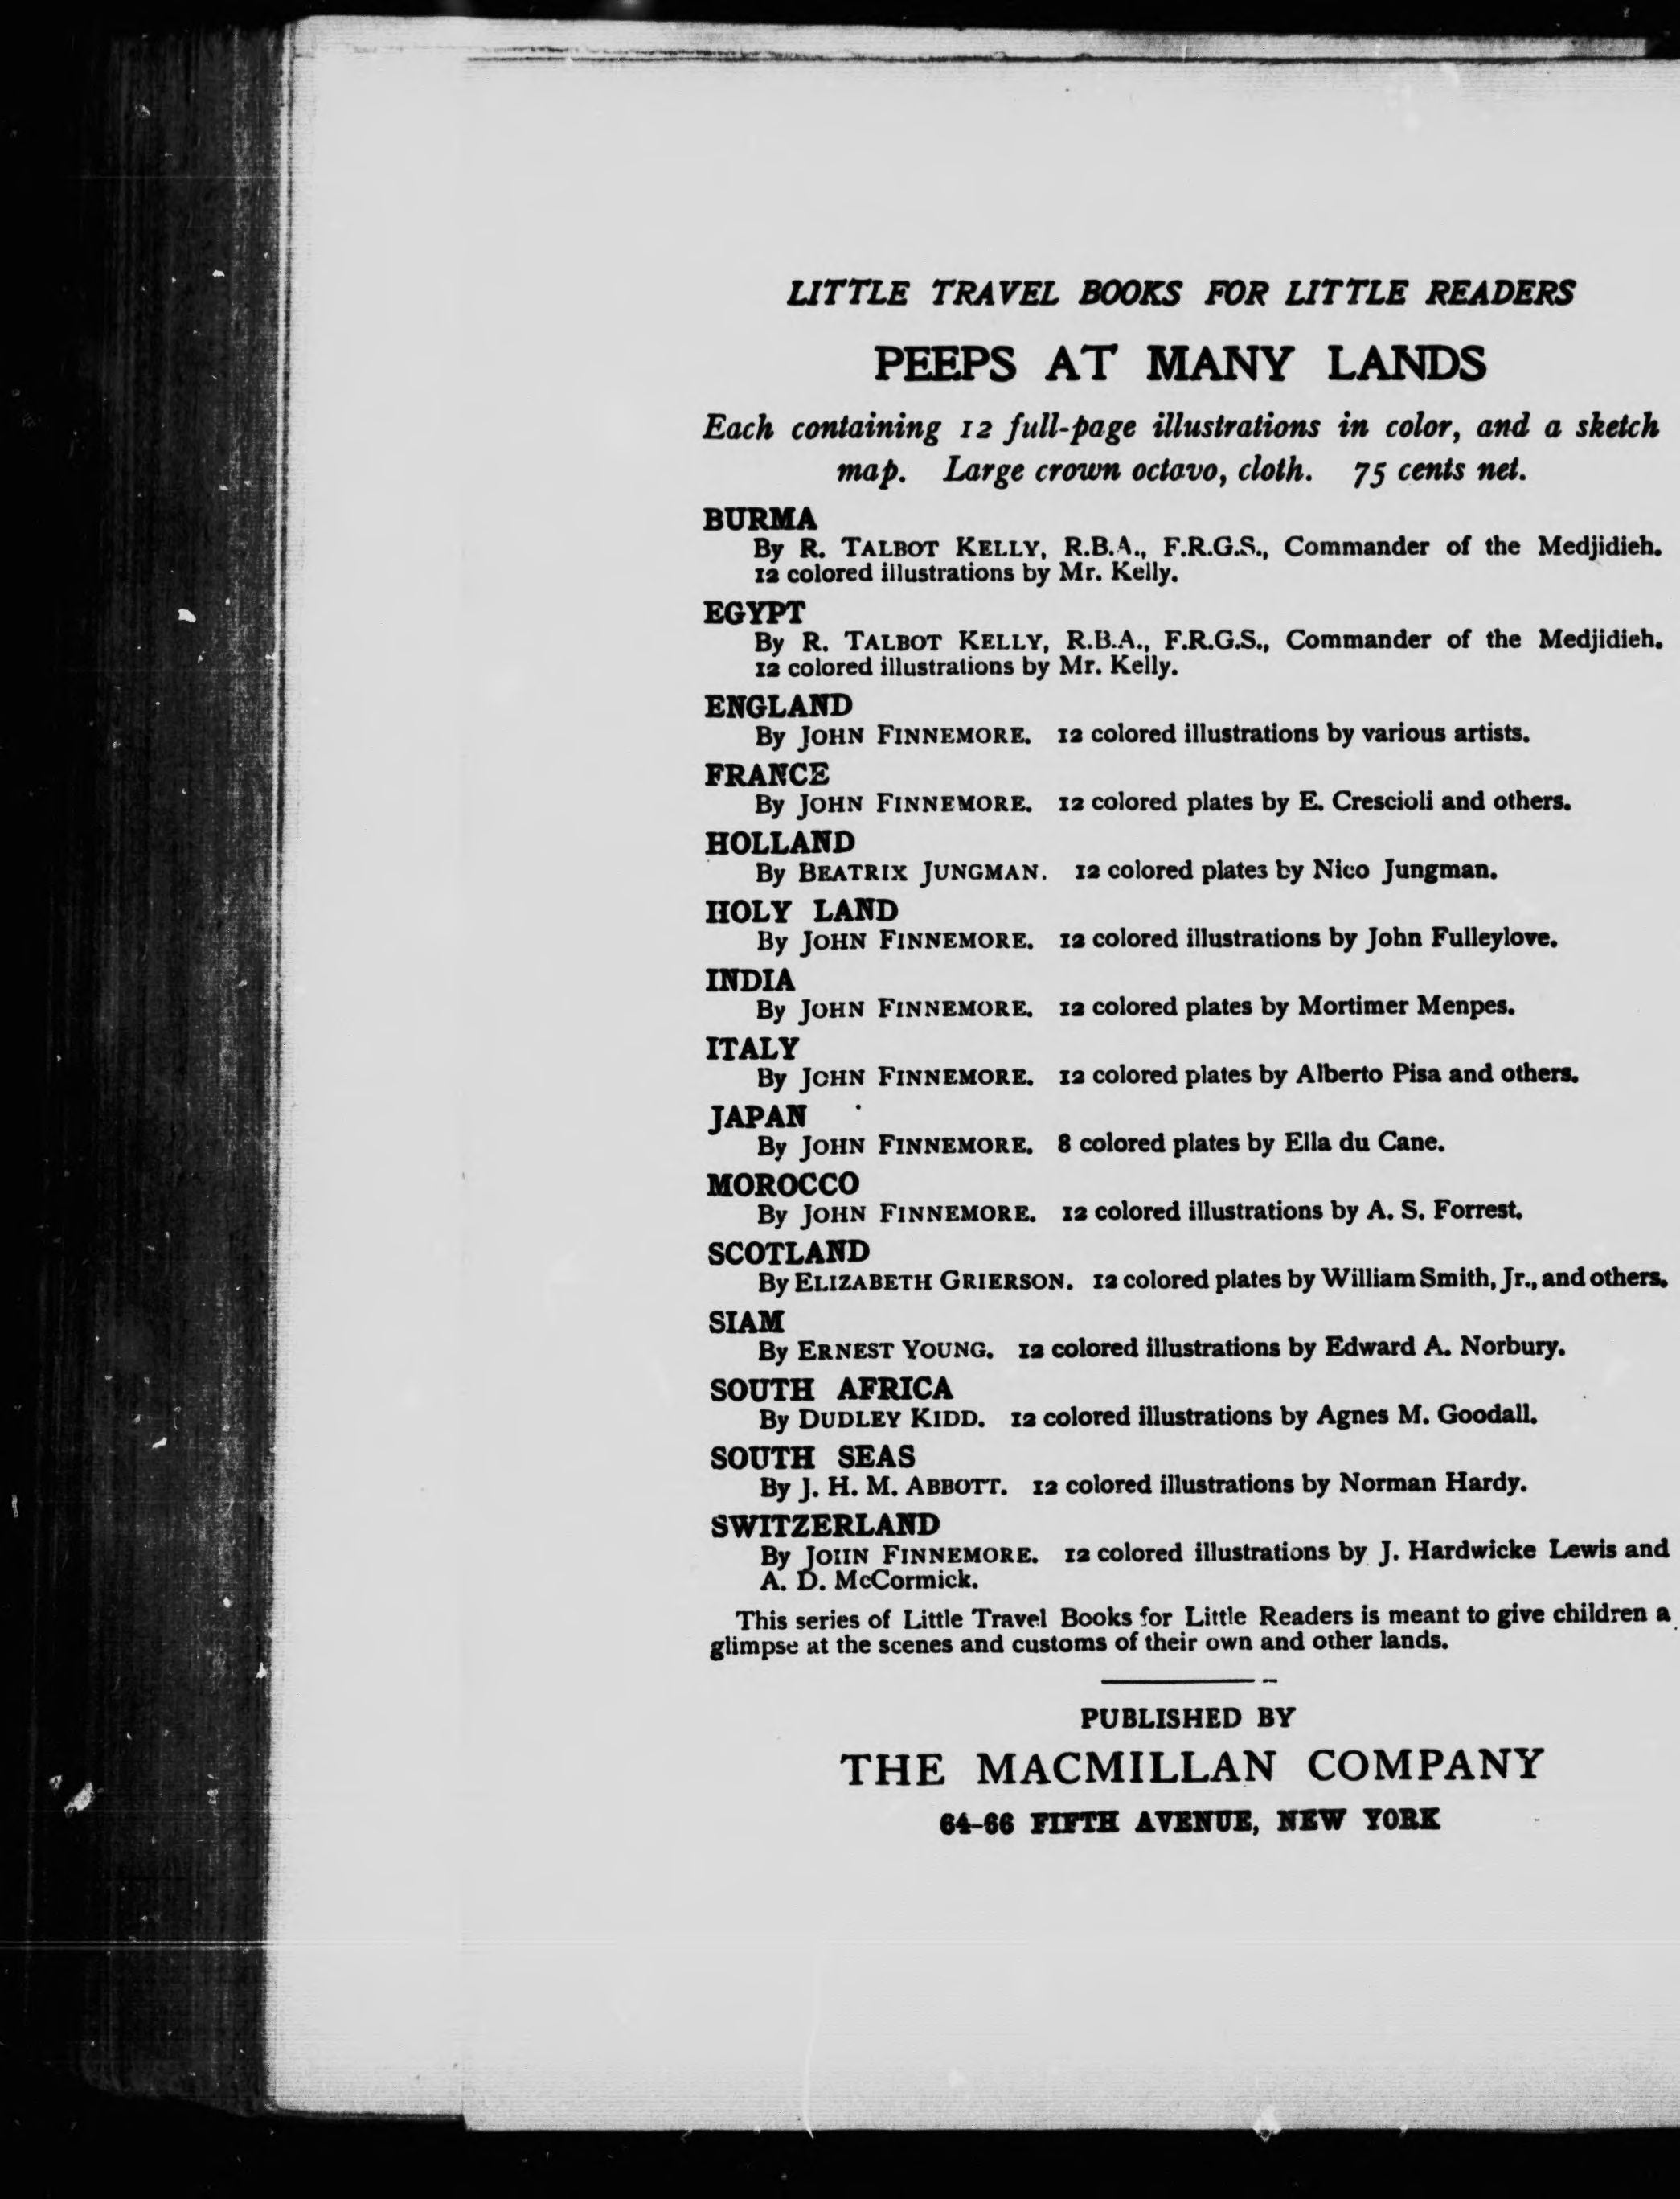 LITTLE TRAVEL BOOKS FOR LITTLE READERS
PEEPS AT MANY LANDS
Each containing 12 full-page illustrations in color, and a sketch
map. Large crown octavo, cloth. 75 cents net.
BURMA
By R. TALBOT KELLY, R.B.A., F.R.G.S., Commander of the Medjidieh.
12 colored illustrations by Mr. Kelly.
EGYPT
By R. TALBOT KELLY, R.B.A., F.R.G.S., Commander of the Medjidieh.
12 colored illustrations by Mr. Kelly.
ENGLAND
By JOHN FINNEMORE. 12 colored illustrations by various artists.
FRANCE
By JOHN FINNEMORE. 12 colored plates by E. Crescioli and others.
HOLLAND
By BEATRIX JUNGMAN. 12 colored plates by Nico Jungman.
HOLY LAND
By JOHN FINNEMORE. 12 colored illustrations by John Fulleylove.
INDIA
By JOHN FINNEMORE. 12 colored plates by Mortimer Menpes.
ITALY
By JOHN FINNEMORE. 12 colored plates by Alberto Pisa and others.
JAPAN
By JOHN FINNEMORE. 8 colored plates by Ella du Cane.
MOROCCO
By JOHN FINNEMORE. 12 colored illustrations by A. S. Forrest.
SCOTLAND
By ELIZABETH GRIERSON. 12 colored plates by William Smith, Jr., and others.
SIAM
By ERNEST YOUNG. 12 colored illustrations by Edward A. Norbury.
SOUTH AFRICA
By DUDLEY KIDD. 12 colored illustrations by Agnes M. Goodall.
SOUTH SEAS
By J. H. M. ABBOTT. 12 colored illustrations by Norman Hardy.
SWITZERLAND
By JOHN FINNEMORE. 12 colored illustrations by J. Hardwicke Lewis and
A. D. McCormick.
This series of Little Travel Books for Little Readers is meant to give children a
glimpse at the scenes and customs of their own and other lands.
PUBLISHED BY
THE MACMILLAN COMPANY
64-66 FIFTH AVENUE, NEW YORK